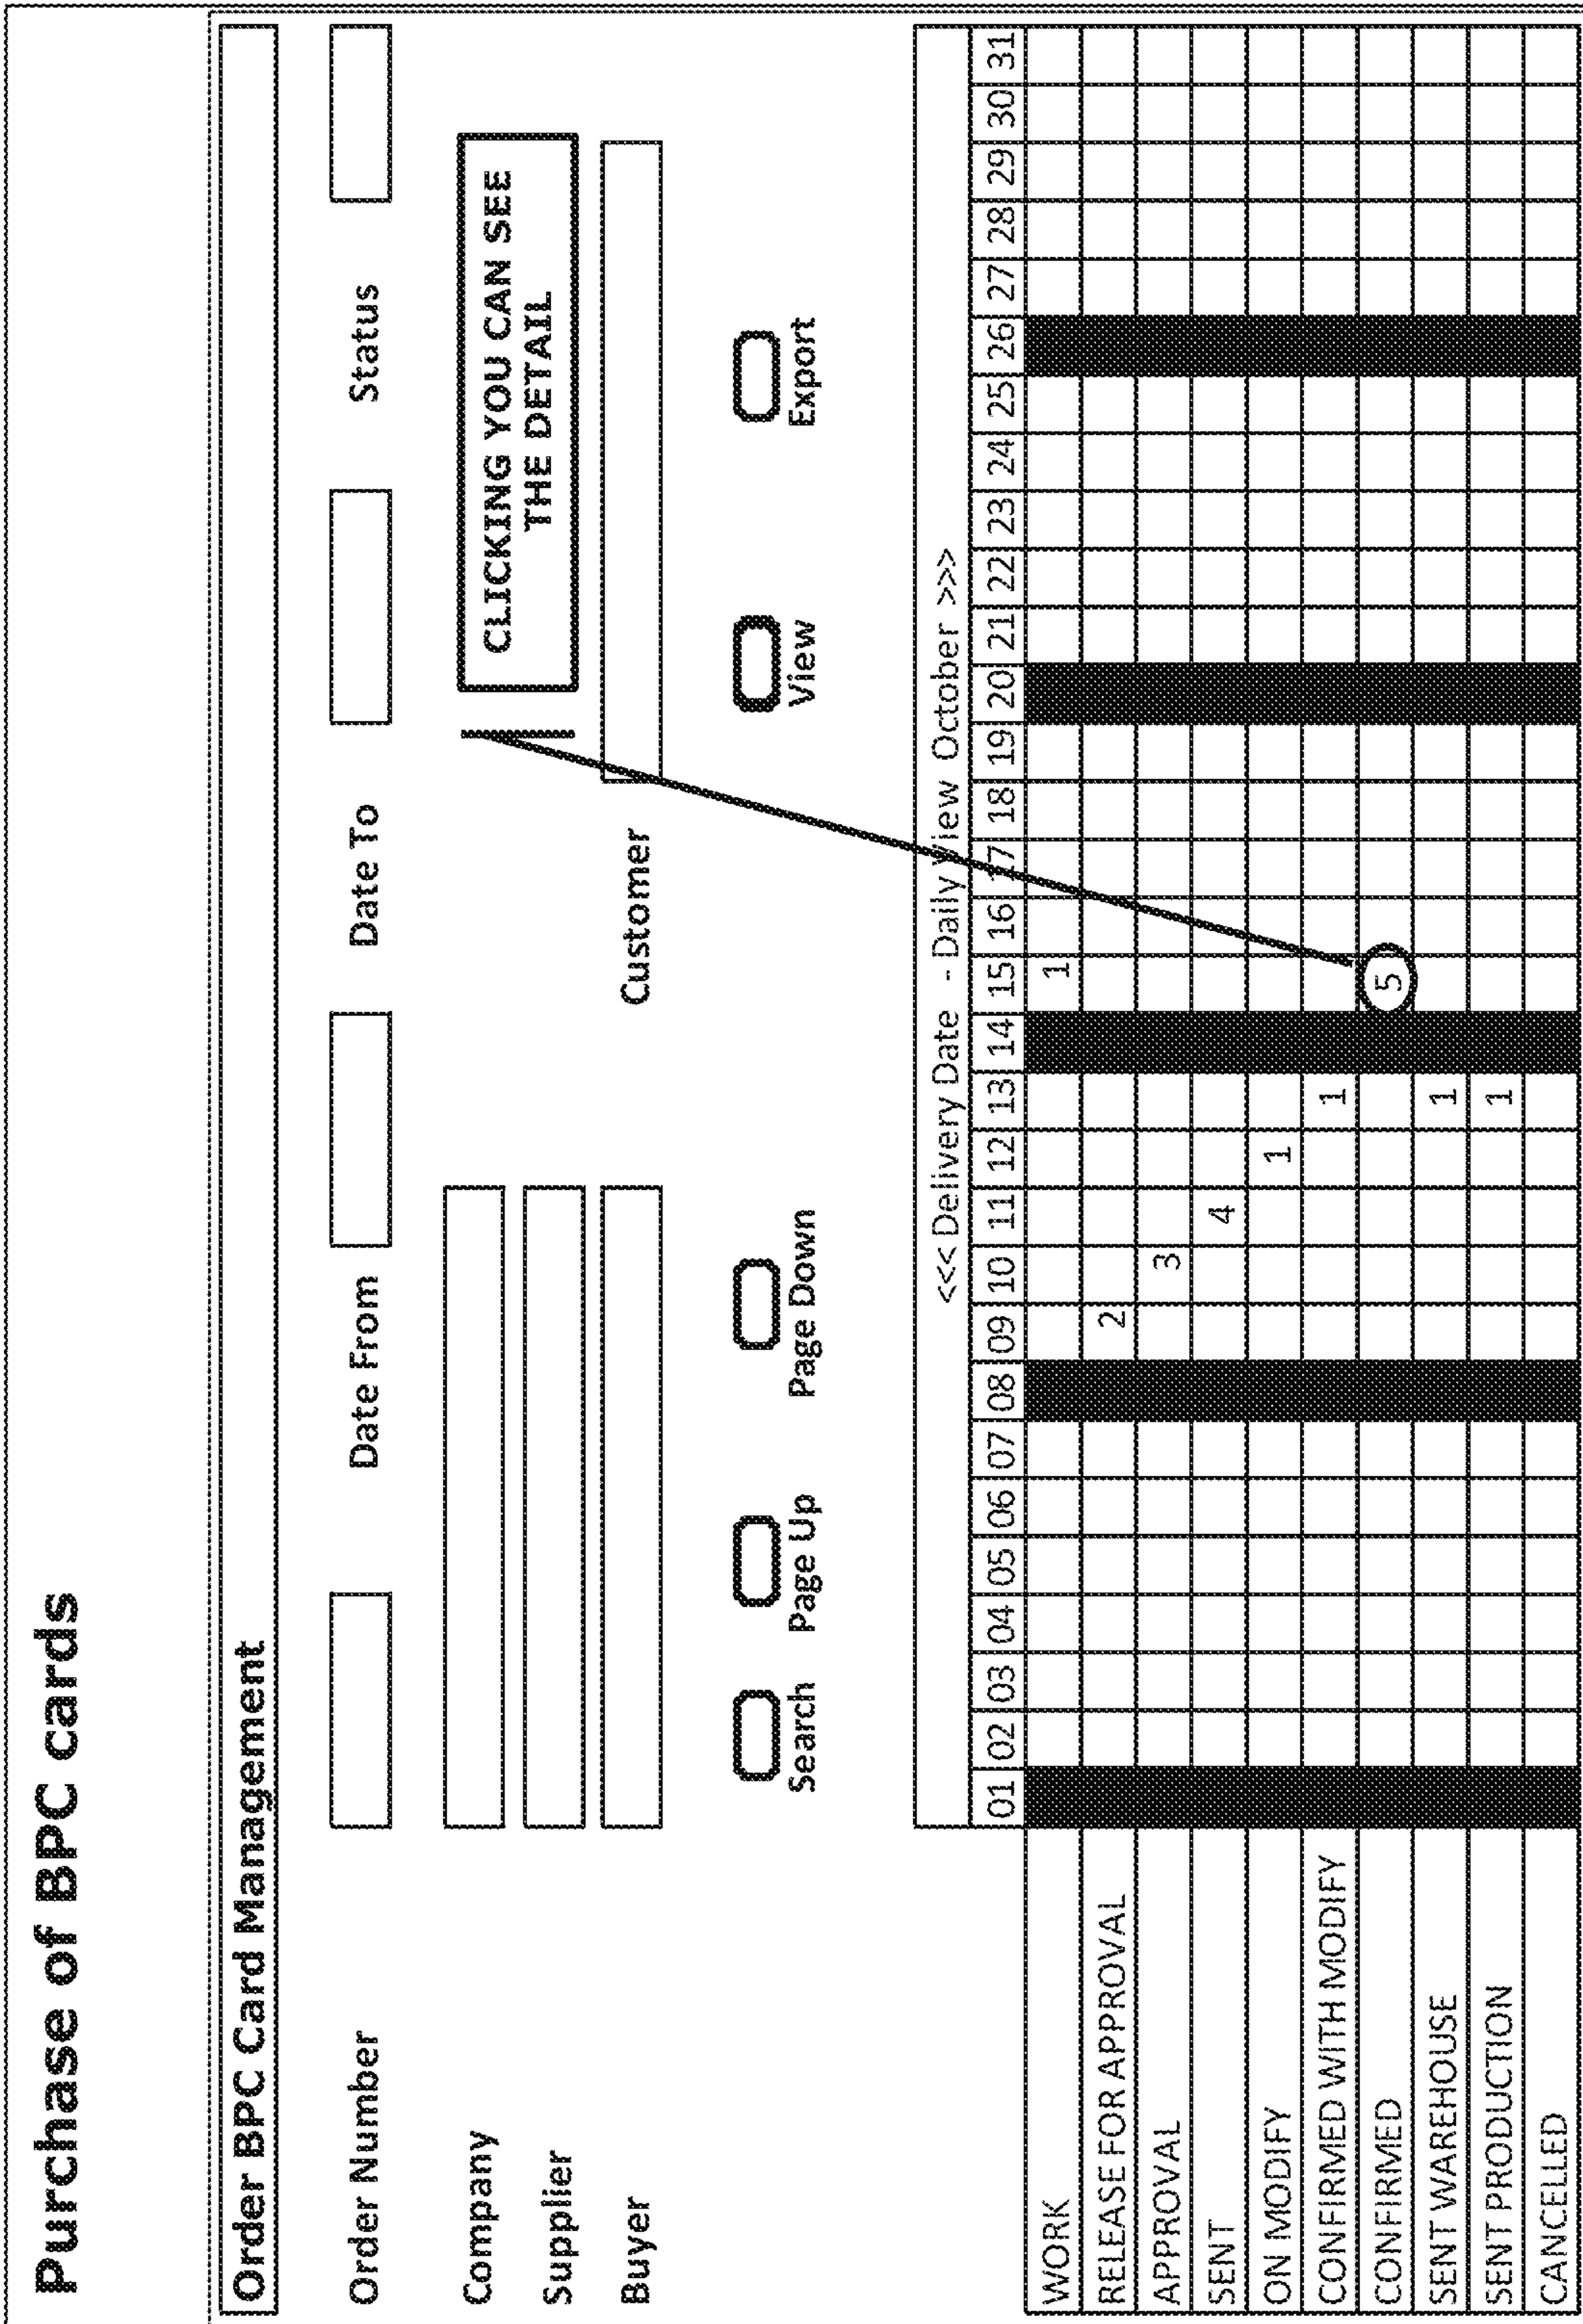 Purchase of BPC cards
Order BPC Card Management
Order Number Date From Date To Status
Company
CLICKING YOU CAN SEE
THE DETAIL
Supplier
Buyer Customer
Search Page Up Page Down View Export
<<< Delivery Date - Daily View October >>>
01 02 03 04 05 06 07 08 09 10 11 12 13 14 15 16 17 18 19 20 21 22 23 24 25 26 27 28 29 30 31
WORK 1
RELEASE FOR APPROVAL 2
APPROVAL 3
SENT 4
ON MODIFY 1
CONFIRMED WITH MODIFY 1
CONFIRMED 5
SENT WAREHOUSE 1
SENT PRODUCTION 1
CANCELLED